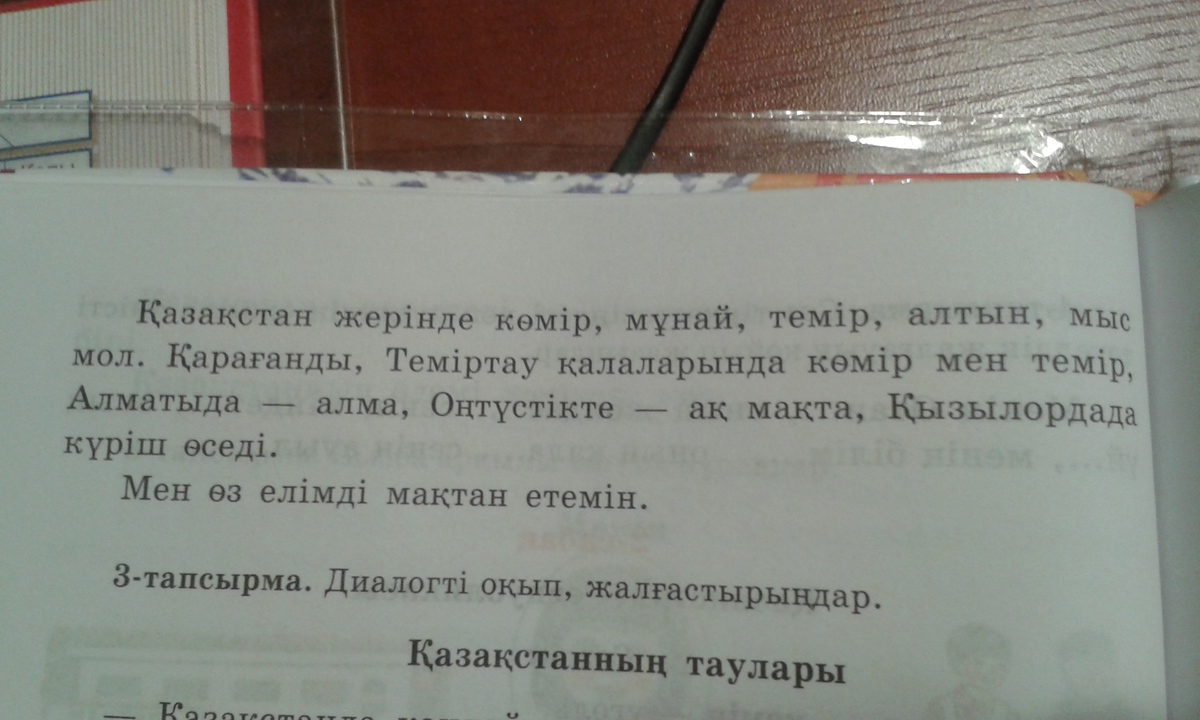 Қазақстан жерінде көмір, мұнай, темір, алтын, мыс
мол. Қарағанды, Теміртау қалаларында көмір мен темір,
Алматыда — алма, Оңтүстікте — ақ мақта, Қызылордада
күріш өседі.
Мен өз елімді мақтан етемін.
3-тапсырма. Диалогті оқып, жалғастырыңдар.
Қазақстанның таулары
— Қазақстанда